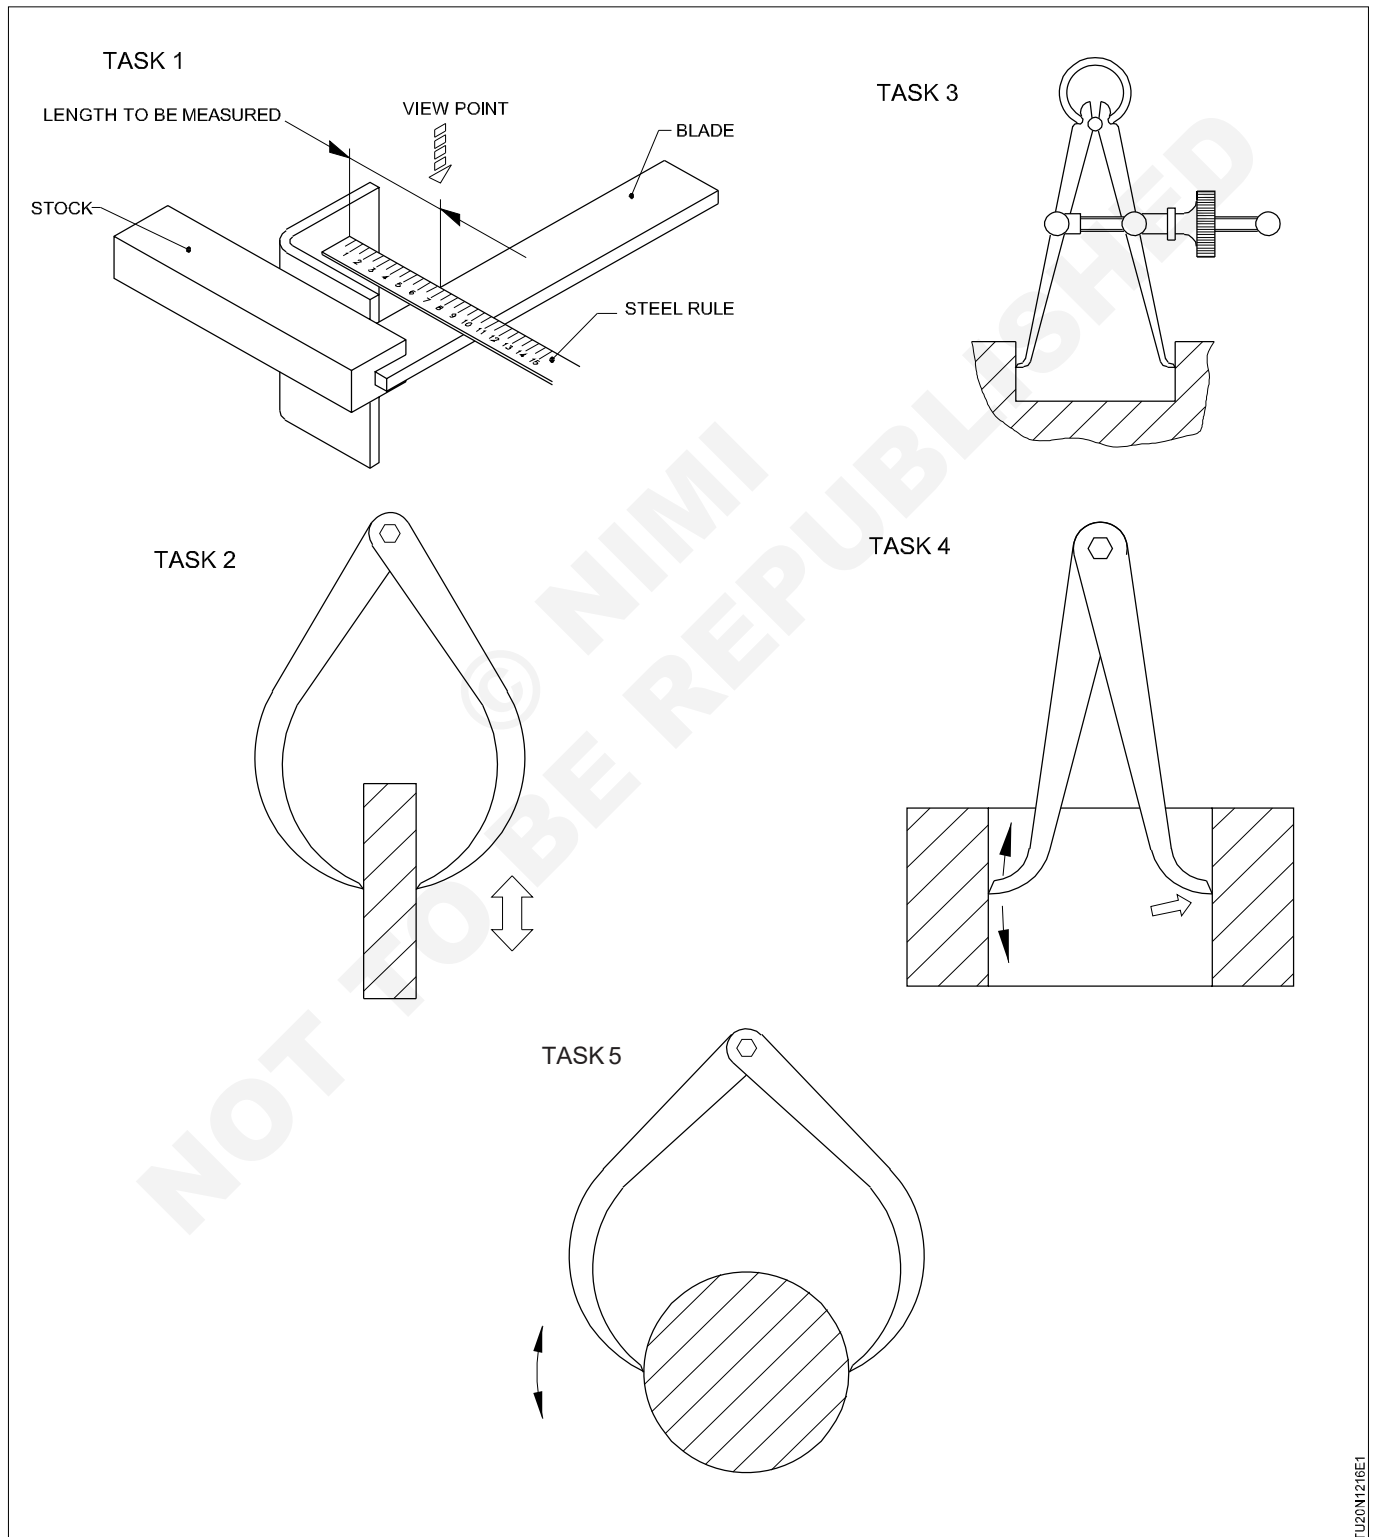 TASK 1
LENGTH TO BE MEASURED
VIEW POINT
BLADE
STOCK
1 2 3 4 5 6 7 8 9 10 11 12 13 14 15
STEEL RULE
TASK 3
TASK 2
TASK 4
TASK 5
© NIMI
NOT TO BE REPUBLISHED
TU20N1216E1